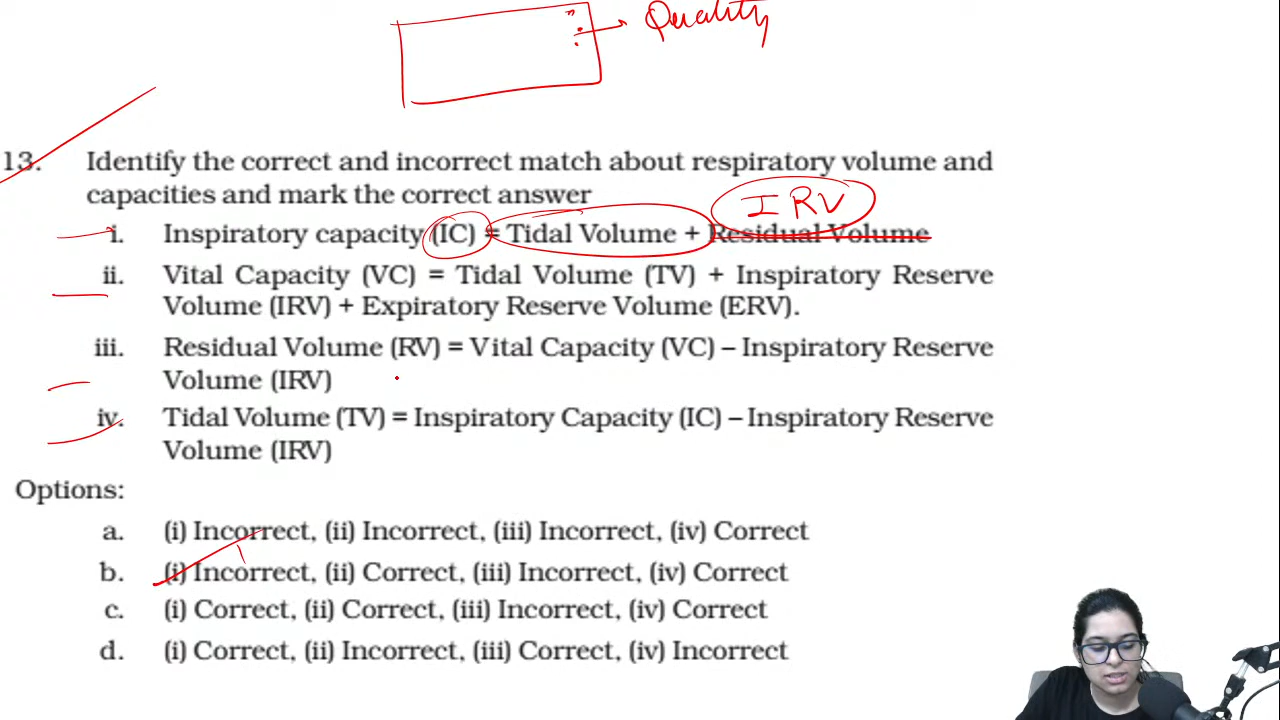 Quality
13. Identify the correct and incorrect match about respiratory volume and
capacities and mark the correct answer
IRV
i. Inspiratory capacity (IC) = Tidal Volume + Residual Volume
ii. Vital Capacity (VC) = Tidal Volume (TV) + Inspiratory Reserve
Volume (IRV) + Expiratory Reserve Volume (ERV).
iii. Residual Volume (RV) = Vital Capacity (VC) – Inspiratory Reserve
Volume (IRV)
iv. Tidal Volume (TV) = Inspiratory Capacity (IC) – Inspiratory Reserve
Volume (IRV)
Options:
a. (i) Incorrect, (ii) Incorrect, (iii) Incorrect, (iv) Correct
b. (i) Incorrect, (ii) Correct, (iii) Incorrect, (iv) Correct
c. (i) Correct, (ii) Correct, (iii) Incorrect, (iv) Correct
d. (i) Correct, (ii) Incorrect, (iii) Correct, (iv) Incorrect